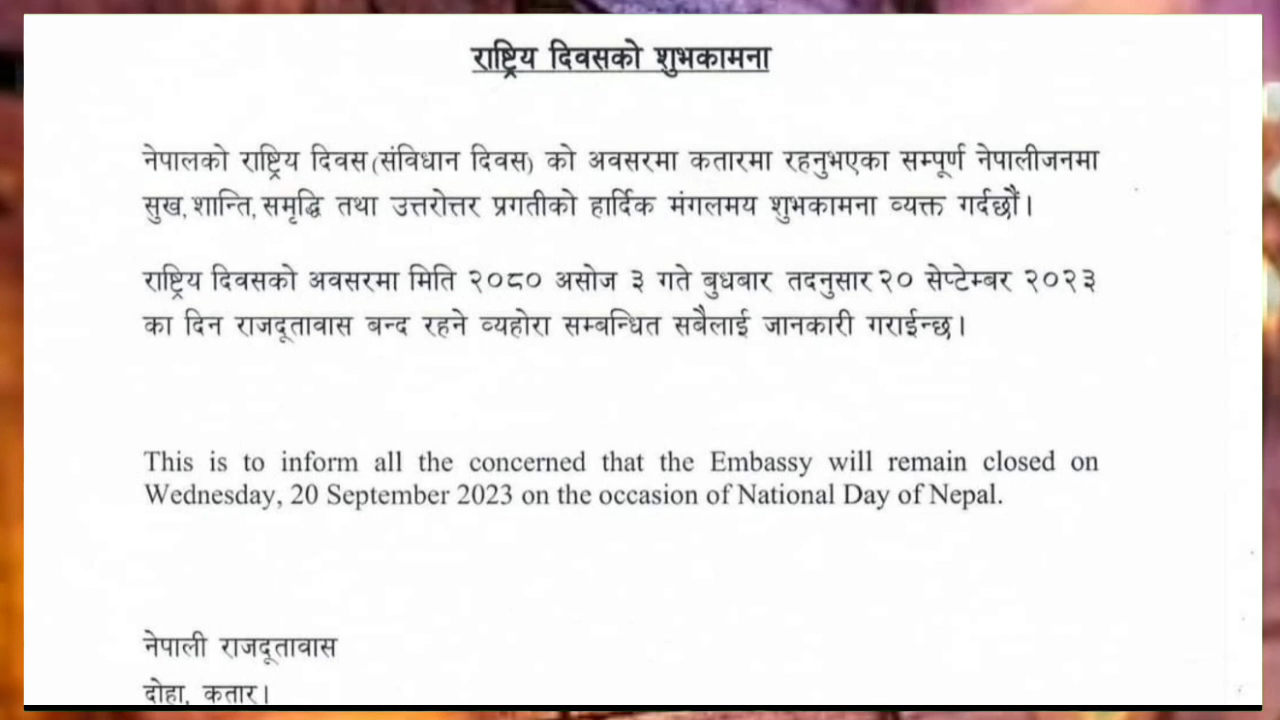 राष्ट्रिय दिवसको शुभकामना
नेपालको राष्ट्रिय दिवस (संविधान दिवस) को अवसरमा कतारमा रहनुभएका सम्पूर्ण नेपालीजनमा
सुख, शान्ति, समृद्धि तथा उत्तरोत्तर प्रगतीको हार्दिक मंगलमय शुभकामना व्यक्त गर्दछौं।
राष्ट्रिय दिवसको अवसरमा मिति २०८० असोज ३ गते बुधबार तदनुसार २० सेप्टेम्बर २०२३
का दिन राजदूतावास बन्द रहने व्यहोरा सम्बन्धित सबैलाई जानकारी गराईन्छ।
This is to inform all the concerned that the Embassy will remain closed on
Wednesday, 20 September 2023 on the occasion of National Day of Nepal.
नेपाली राजदूतावास
दोहा, कतार।